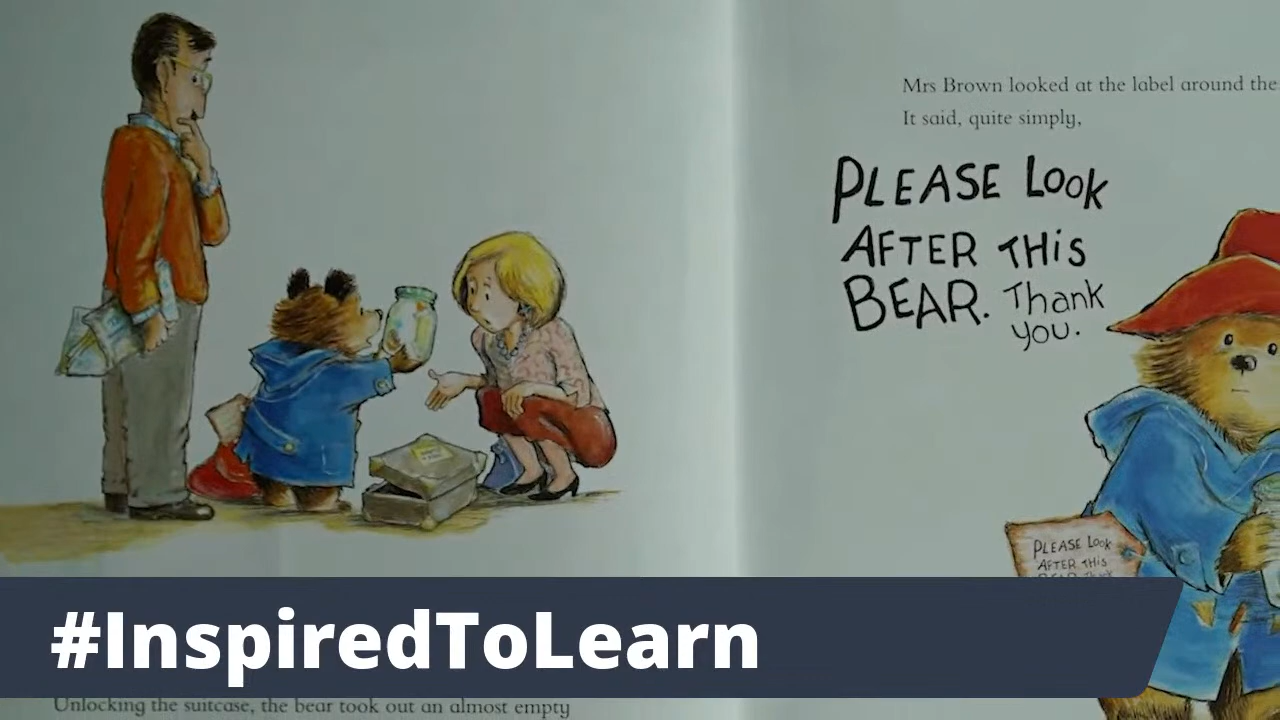 Mrs Brown looked at the label around the
It said, quite simply,
PLEASE LOOK
AFTER THIS
BEAR. Thank
you.
PLEASE LOOK
AFTER THIS
#InspiredToLearn
Unlocking the suitcase, the bear took out an almost empty